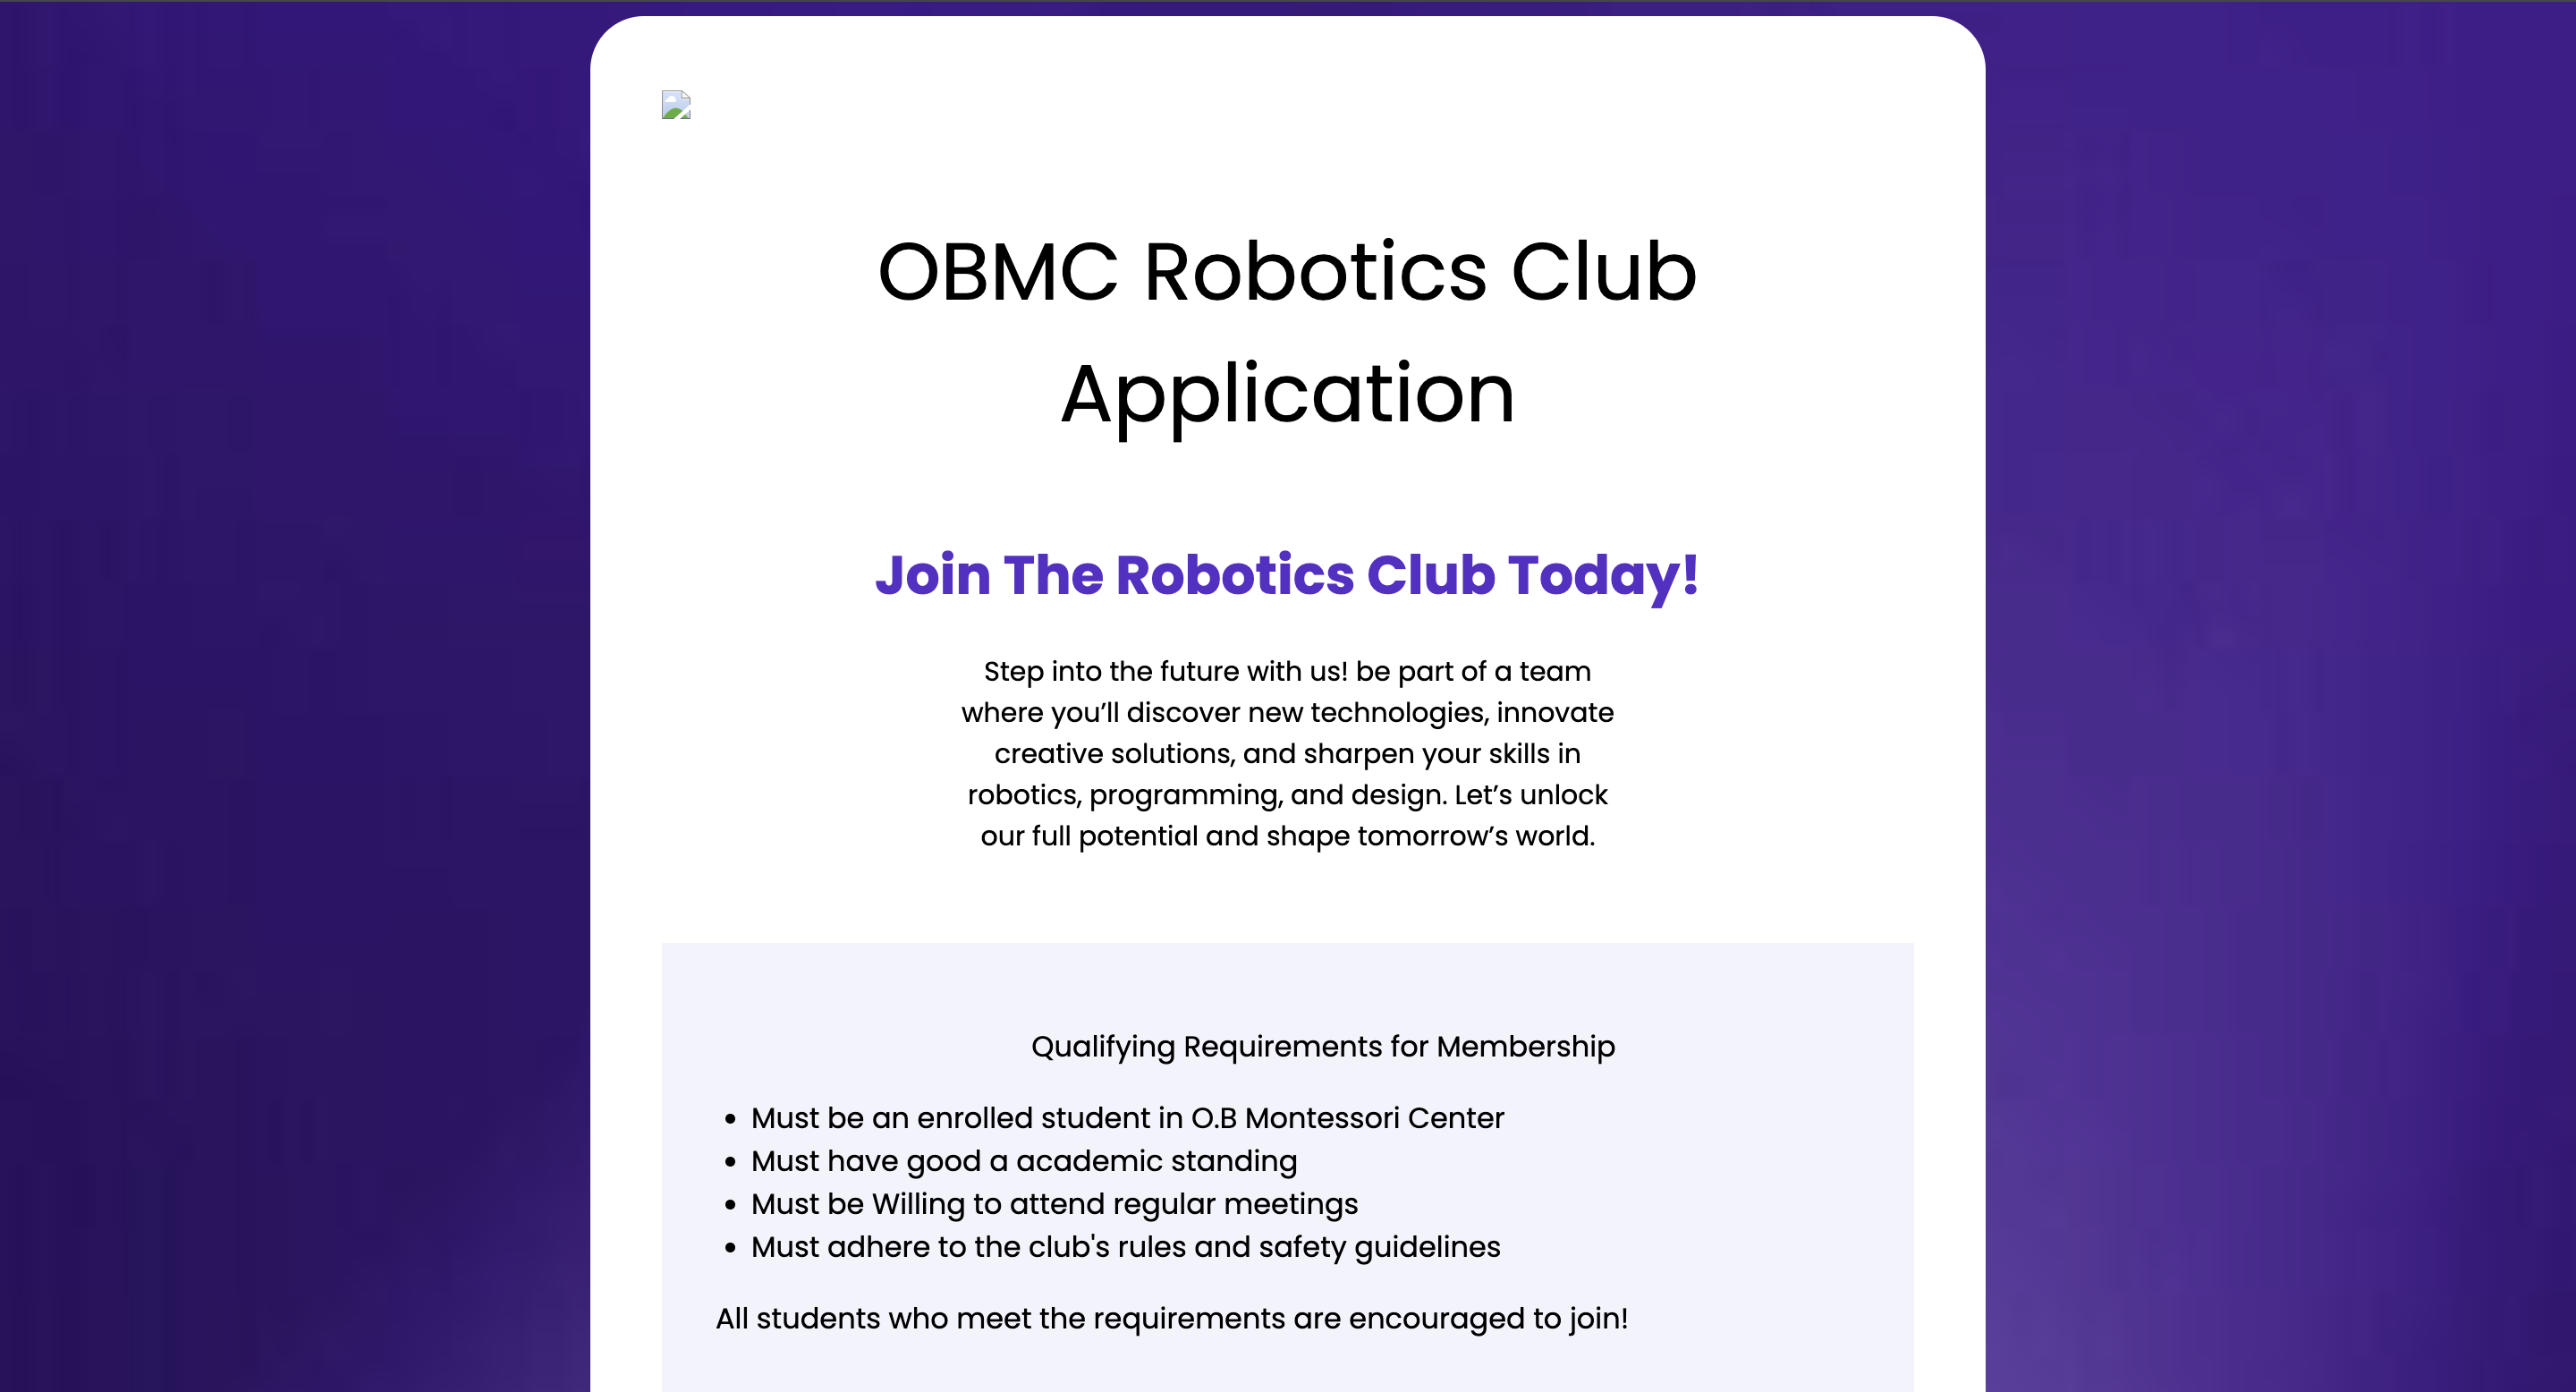 OBMC Robotics Club
Application
Join The Robotics Club Today!
Step into the future with us! be part of a team
where you’ll discover new technologies, innovate
creative solutions, and sharpen your skills in
robotics, programming, and design. Let’s unlock
our full potential and shape tomorrow’s world.
Qualifying Requirements for Membership
• Must be an enrolled student in O.B Montessori Center
• Must have good a academic standing
• Must be Willing to attend regular meetings
• Must adhere to the club's rules and safety guidelines
All students who meet the requirements are encouraged to join!